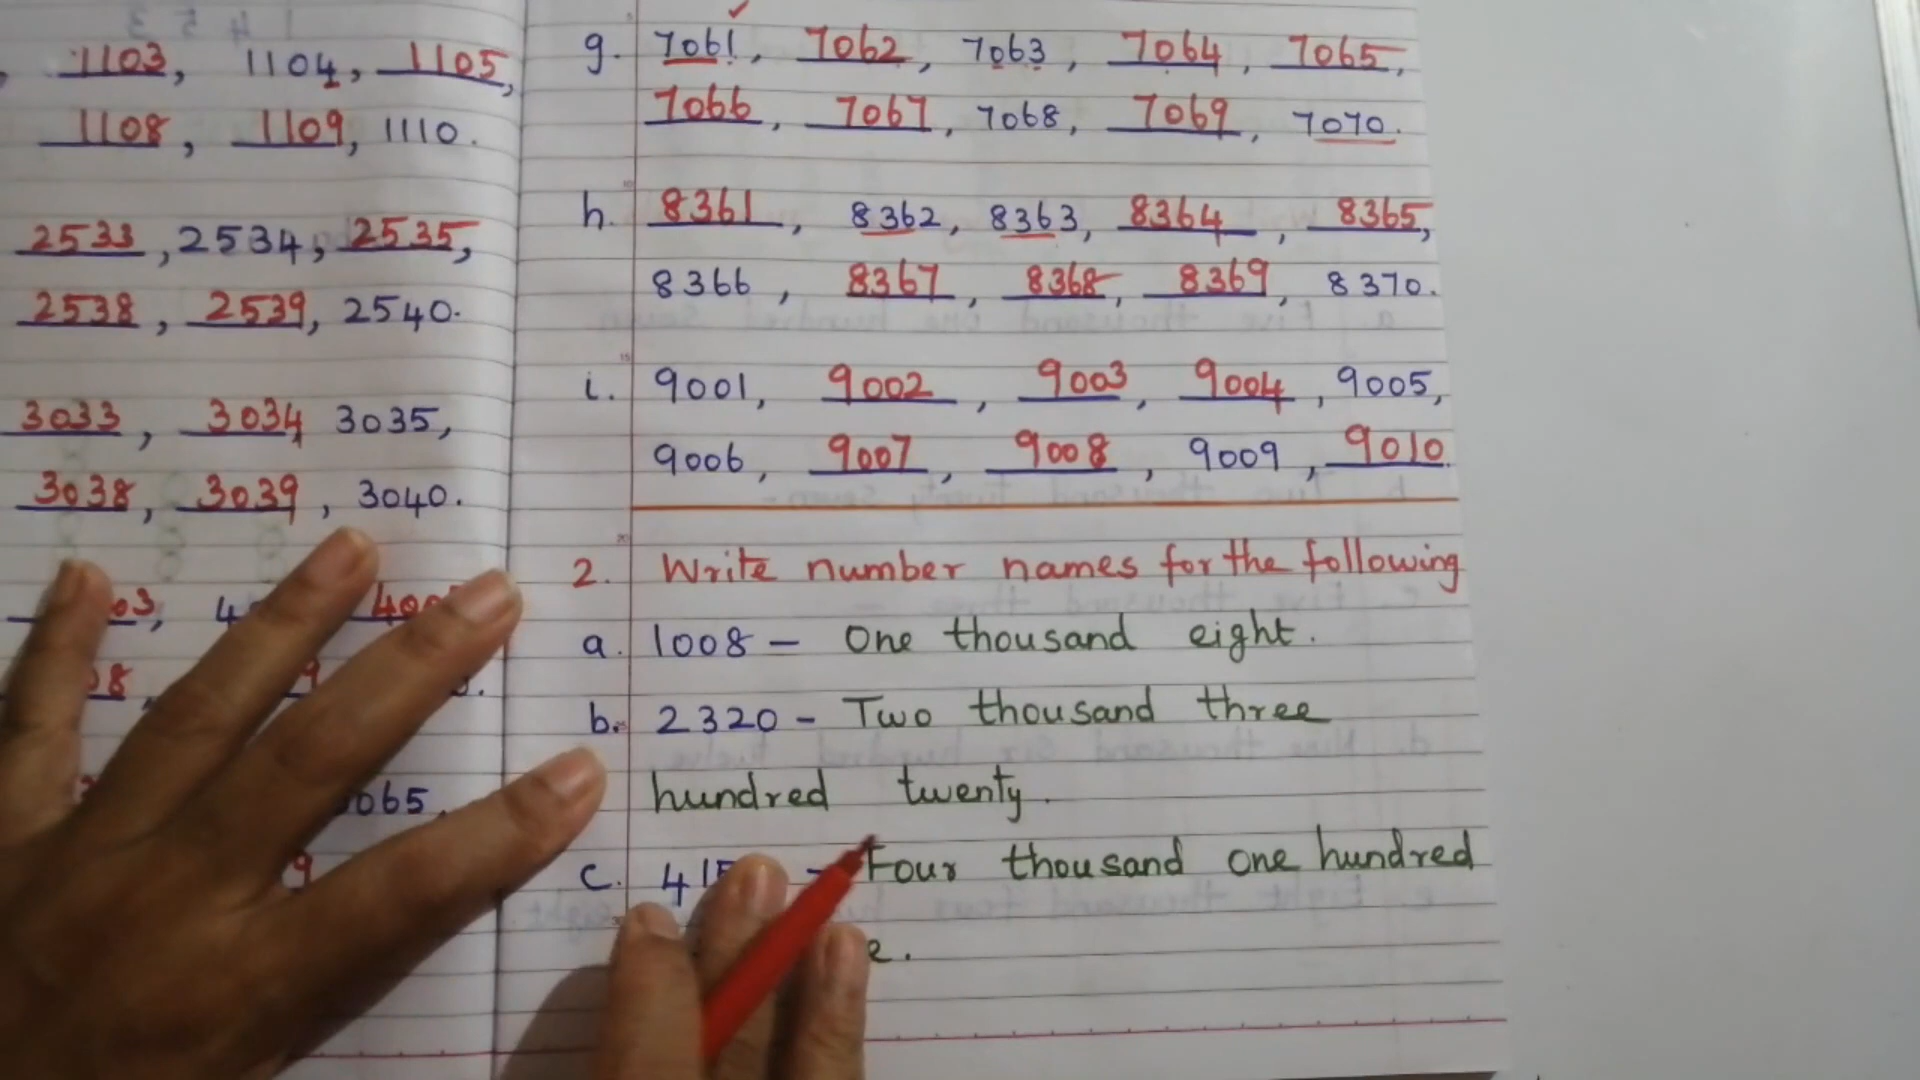 1103, 1104, 1105,
1108, 1109, 1110.
2533, 2534, 2535,
2538, 2539, 2540.
3033, 3034 3035,
3038, 3039, 3040.
g. 7061, 7062, 7063, 7064, 7065,
7066, 7067, 7068, 7069, 7070.
h. 8361, 8362, 8363, 8364, 8365,
8366, 8367, 8368, 8369, 8370.
i. 9001, 9002, 9003, 9004, 9005,
9006, 9007, 9008, 9009, 9010.
2. Write number names for the following
a. 1008 - One thousand eight.
b. 2320 - Two thousand three
hundred twenty.
c. - Four thousand one hundred